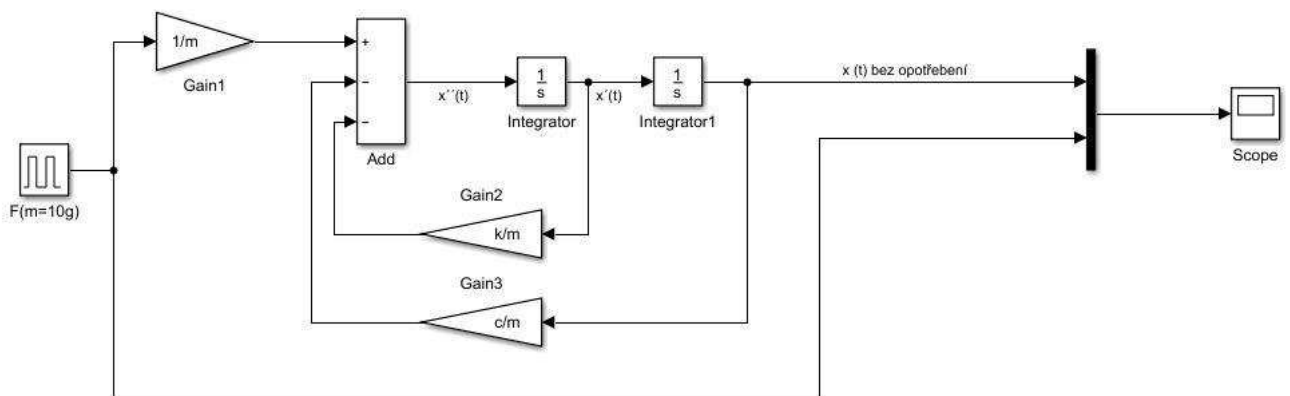 1/m
Gain1
+
−
−
Add
x´´(t)
1
s
Integrator
x´(t)
1
s
Integrator1
x (t) bez opotřebení
Scope
F(m=10g)
Gain2
k/m
Gain3
c/m